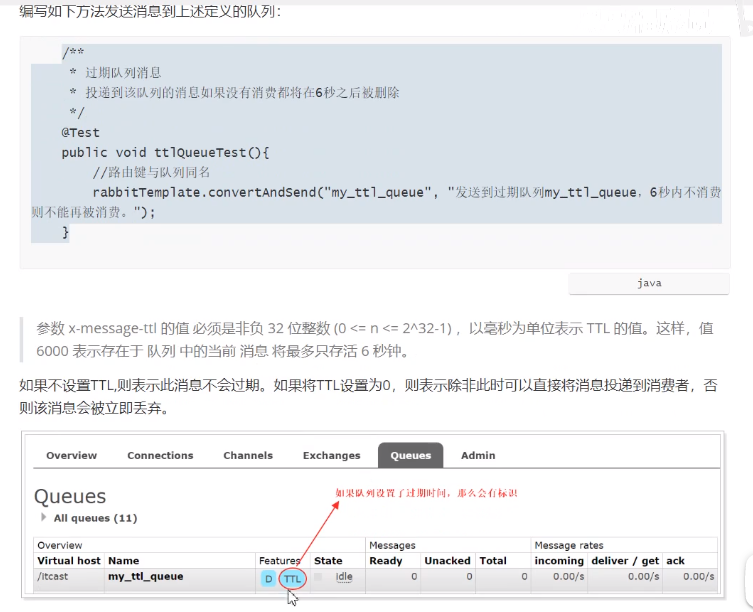 编写如下方法发送消息到上述定义的队列：
/**
* 过期队列消息
* 投递到该队列的消息如果没有消费都将在6秒之后被删除
*/
@Test
public void ttlQueueTest(){
//路由键与队列同名
rabbitTemplate.convertAndSend("my_ttl_queue", "发送到过期队列my_ttl_queue，6秒内不消费
则不能再被消费。");
}
java
参数 x-message-ttl 的值 必须是非负 32 位整数 (0 <= n <= 2^32-1) ，以毫秒为单位表示 TTL 的值。这样，值
6000 表示存在于 队列 中的当前 消息 将最多只存活 6 秒钟。
如果不设置TTL,则表示此消息不会过期。如果将TTL设置为0，则表示除非此时可以直接将消息投递到消费者，否
则该消息会被立即丢弃。
Overview Connections Channels Exchanges Queues Admin
Queues
如果队列设置了过期时间，那么会有标识
All queues (11)
Overview Messages Message rates
Virtual host Name Features State Ready Unacked Total incoming deliver / get ack
/itcast my_ttl_queue D TTL idle 0 0 0 0.00/s 0.00/s 0.00/s